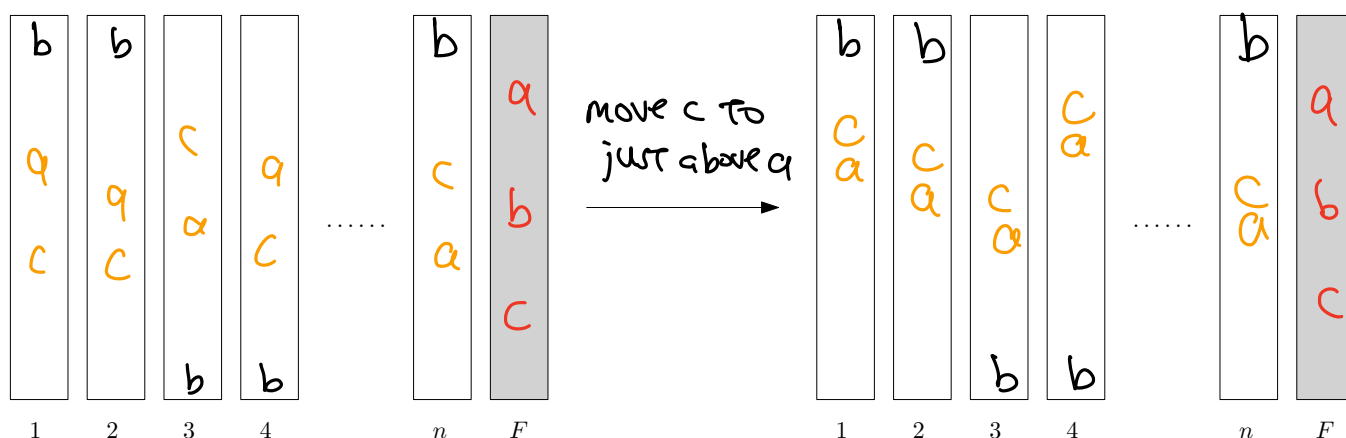 b b b b b b
c a
a c a a c c
a a b c a c a c a b
c c c a c c a
b b b b
move c to
just above a
......
......
1 2 3 4 n F 1 2 3 4 n F